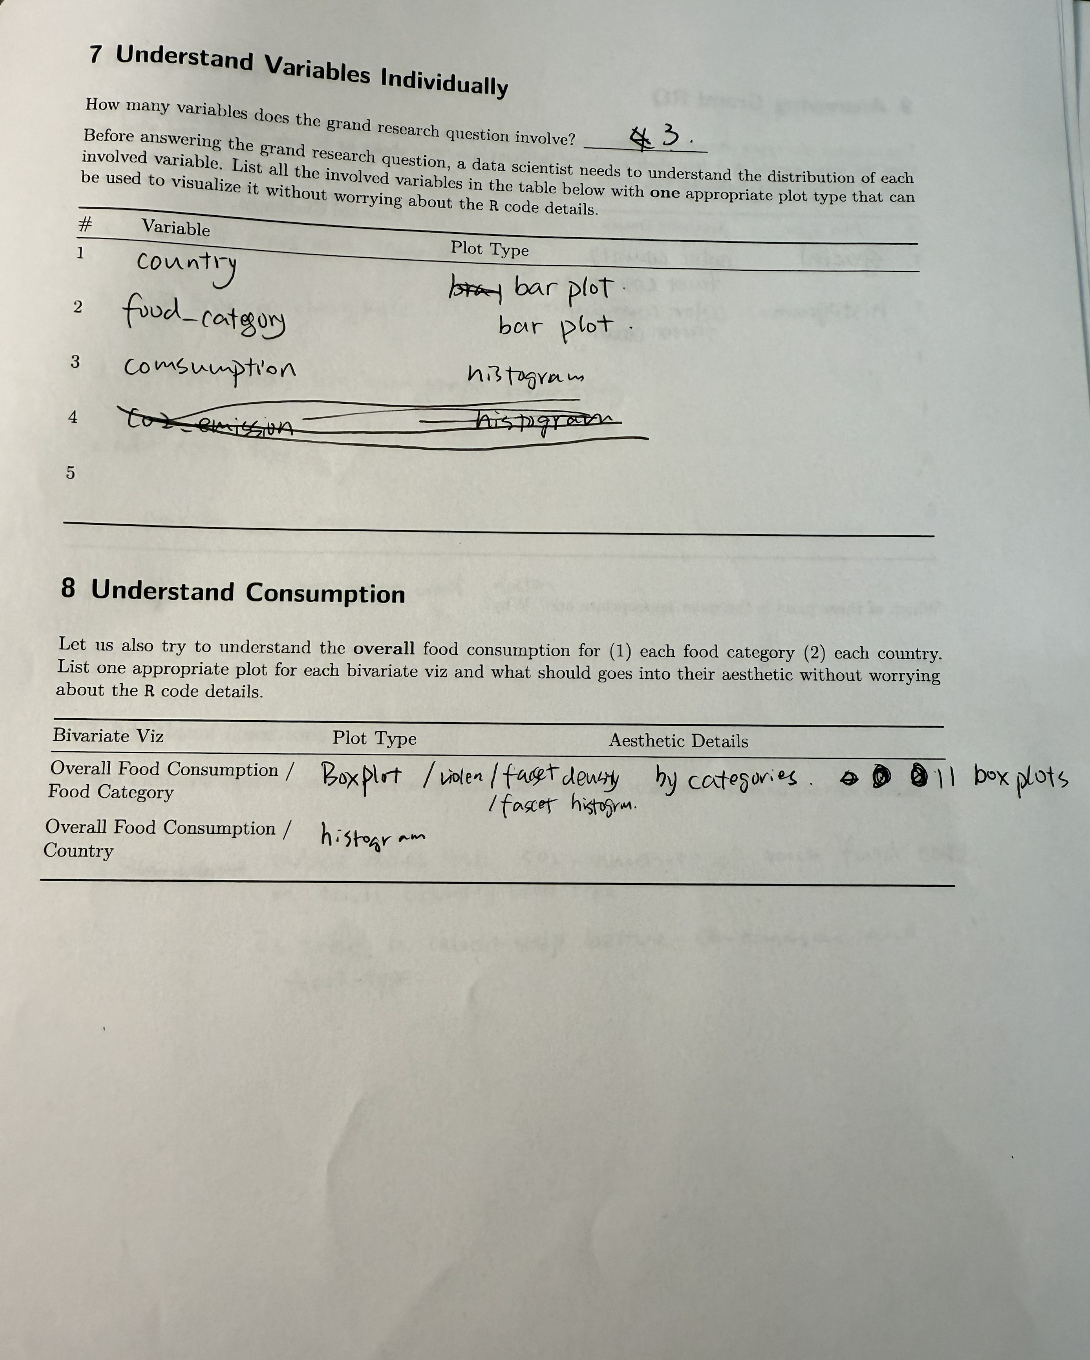 7 Understand Variables Individually
How many variables does the grand research question involve? 3.
Before answering the grand research question, a data scientist needs to understand the distribution of each
involved variable. List all the involved variables in the table below with one appropriate plot type that can
be used to visualize it without worrying about the R code details.
# Variable Plot Type
1 country bar plot.
2 food_category bar plot.
3 comsumption histogram
4 co2_emission histogram
5
8 Understand Consumption
Let us also try to understand the overall food consumption for (1) each food category (2) each country.
List one appropriate plot for each bivariate viz and what should goes into their aesthetic without worrying
about the R code details.
Bivariate Viz Plot Type Aesthetic Details
Overall Food Consumption / Boxplot / violen / facet density by categories. 11 box plots
Food Category / fascet histogrm.
Overall Food Consumption / histogram
Country